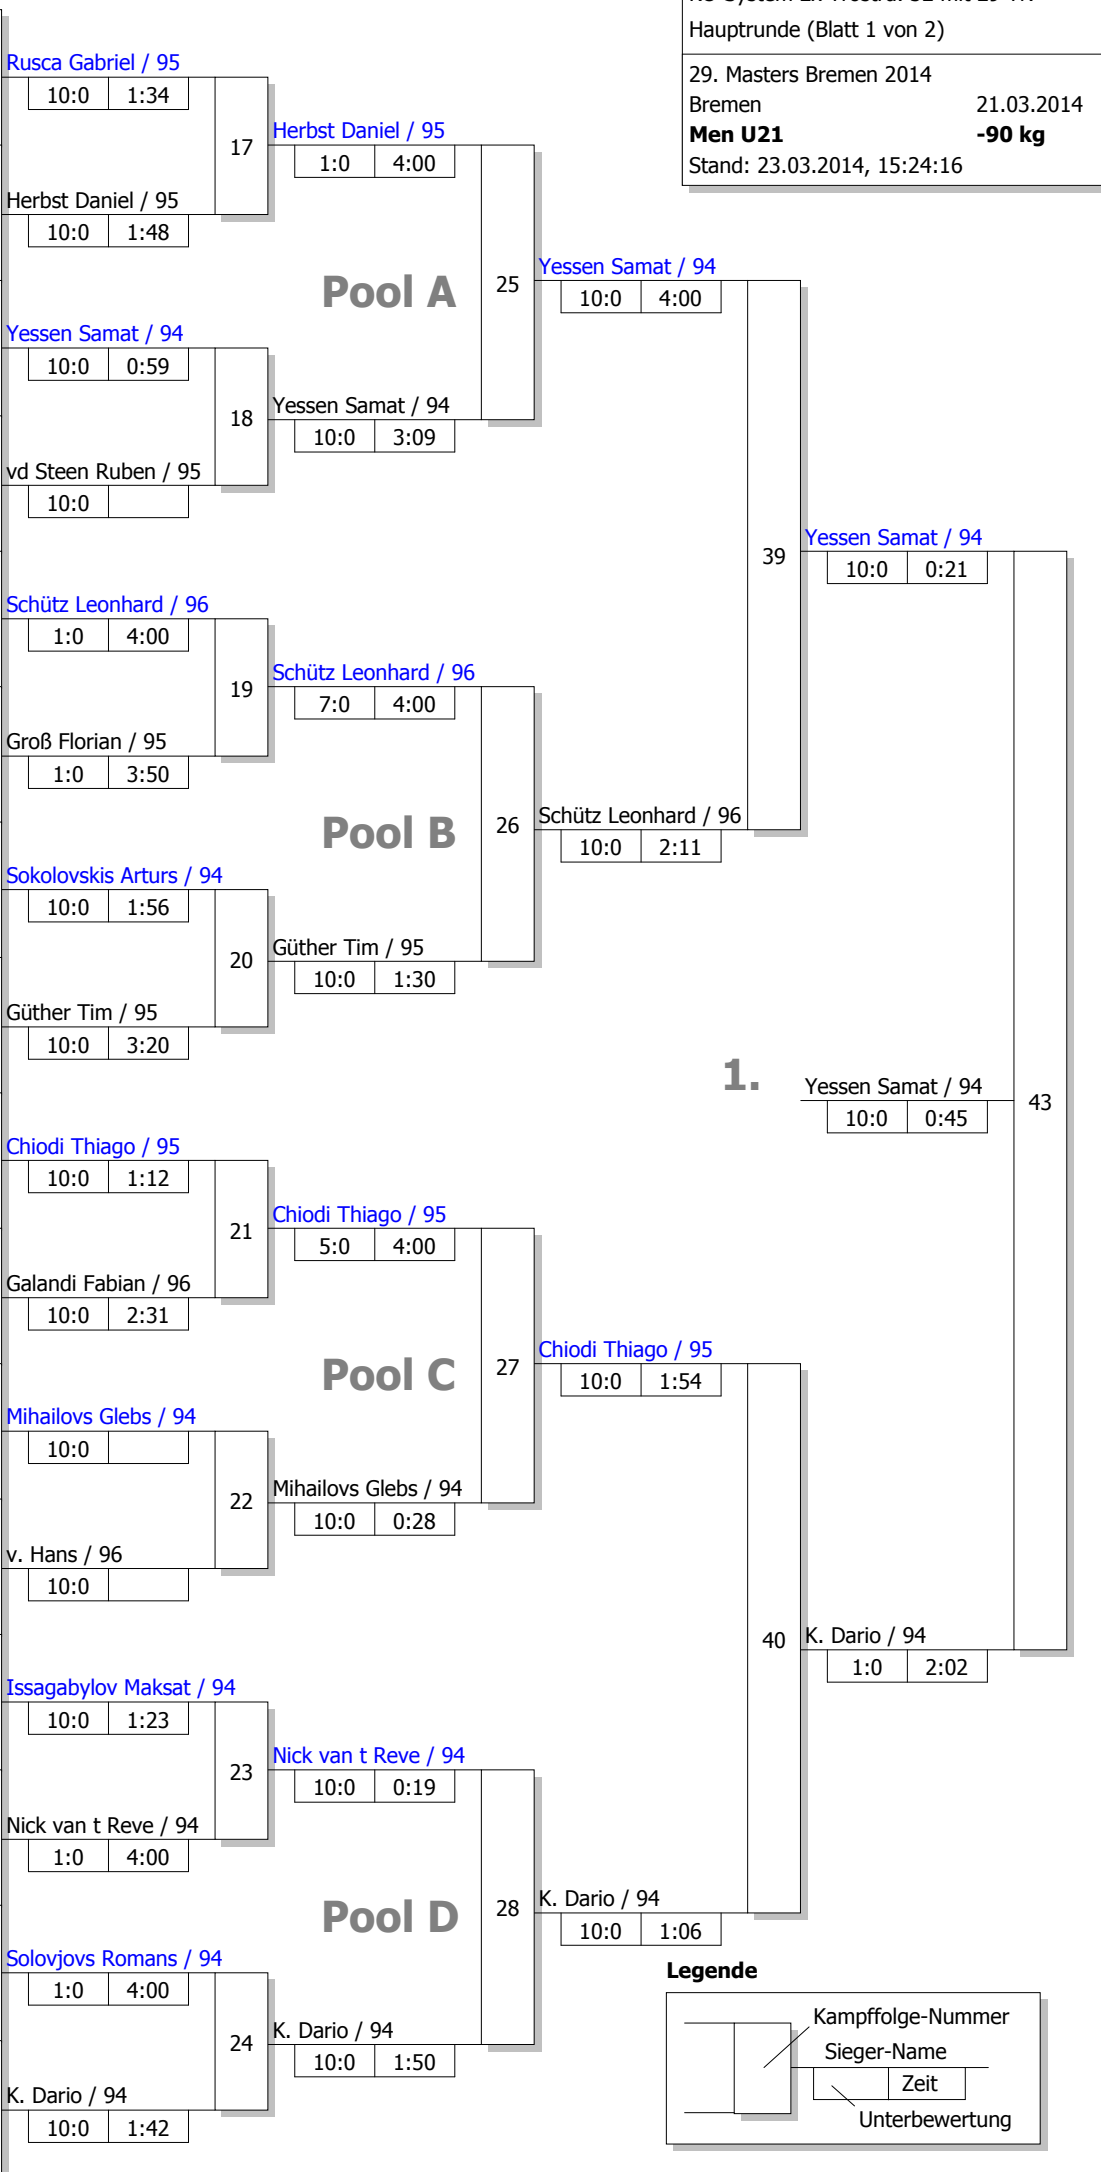 Hauptrunde (Blatt 1 von 2)
29. Masters Bremen 2014
Bremen 21.03.2014
Men U21 -90 kg
Stand: 23.03.2014, 15:24:16
Rusca Gabriel / 95
10:0 1:34
17
Herbst Daniel / 95
1:0 4:00
Herbst Daniel / 95
10:0 1:48
Pool A
25
Yessen Samat / 94
10:0 4:00
Yessen Samat / 94
10:0 0:59
18
Yessen Samat / 94
10:0 3:09
vd Steen Ruben / 95
10:0
39
Yessen Samat / 94
10:0 0:21
Schütz Leonhard / 96
1:0 4:00
19
Schütz Leonhard / 96
7:0 4:00
Groß Florian / 95
1:0 3:50
Pool B
26
Schütz Leonhard / 96
10:0 2:11
Sokolovskis Arturs / 94
10:0 1:56
20
Güther Tim / 95
10:0 1:30
Güther Tim / 95
10:0 3:20
1.
Yessen Samat / 94
10:0 0:45
43
Chiodi Thiago / 95
10:0 1:12
21
Chiodi Thiago / 95
5:0 4:00
Galandi Fabian / 96
10:0 2:31
Pool C
27
Chiodi Thiago / 95
10:0 1:54
Mihailovs Glebs / 94
10:0
22
Mihailovs Glebs / 94
10:0 0:28
v. Hans / 96
10:0
40
K. Dario / 94
1:0 2:02
Issagabylov Maksat / 94
10:0 1:23
23
Nick van t Reve / 94
10:0 0:19
Nick van t Reve / 94
1:0 4:00
Pool D
28
K. Dario / 94
10:0 1:06
Solovjovs Romans / 94
1:0 4:00
24
K. Dario / 94
10:0 1:50
K. Dario / 94
10:0 1:42
Legende
Kampffolge-Nummer
Sieger-Name
Zeit
Unterbewertung